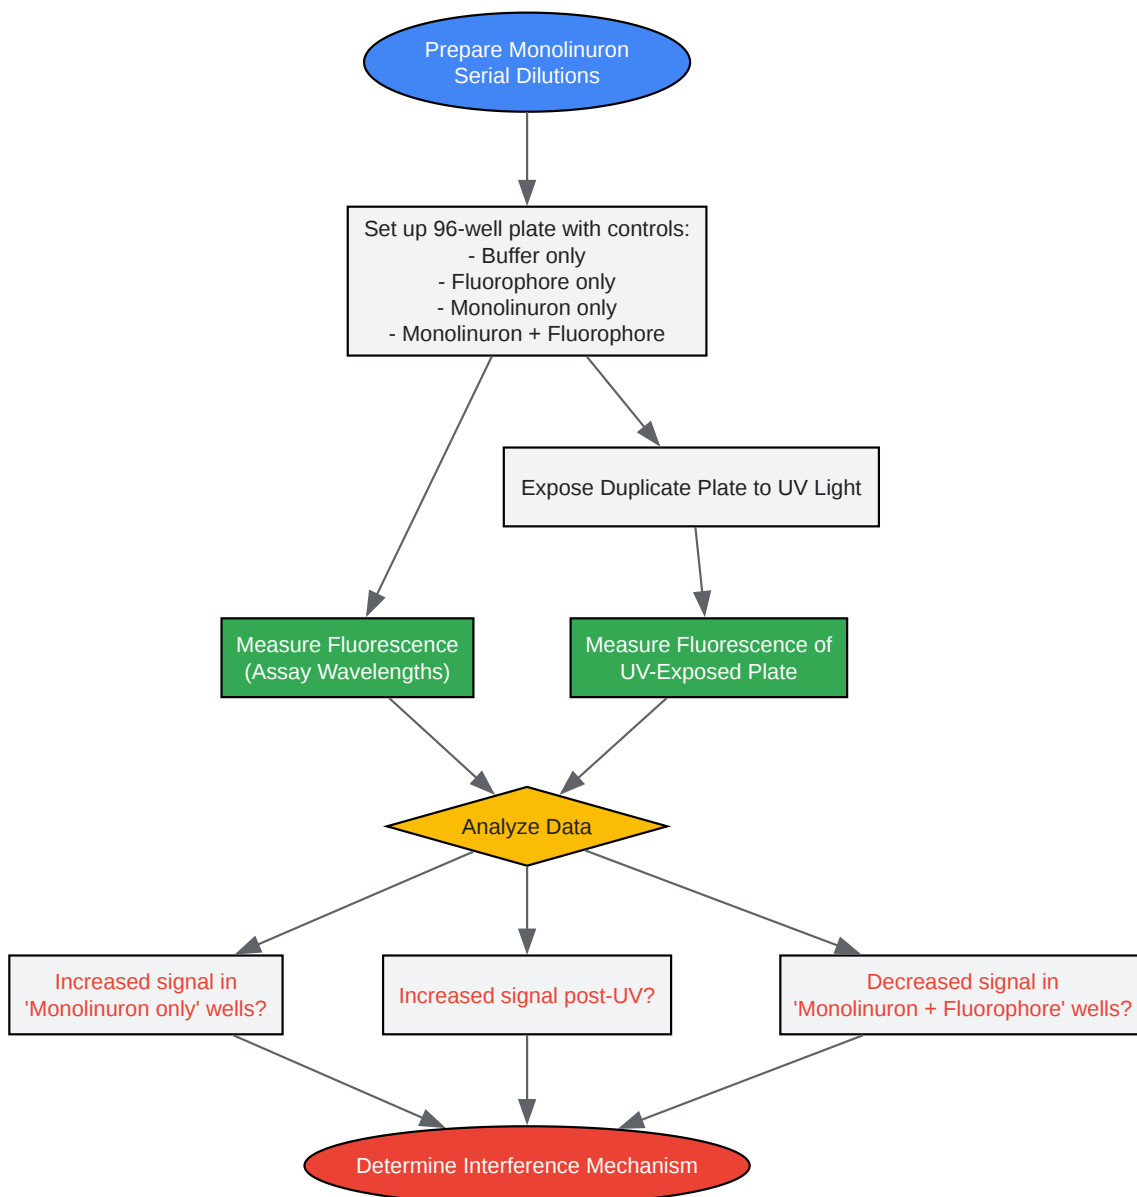 Prepare Monolinuron
Serial Dilutions
Set up 96-well plate with controls:
- Buffer only
- Fluorophore only
- Monolinuron only
- Monolinuron + Fluorophore
Expose Duplicate Plate to UV Light
Measure Fluorescence
(Assay Wavelengths)
Measure Fluorescence of
UV-Exposed Plate
Analyze Data
Increased signal in
'Monolinuron only' wells?
Increased signal post-UV?
Decreased signal in
'Monolinuron + Fluorophore' wells?
Determine Interference Mechanism